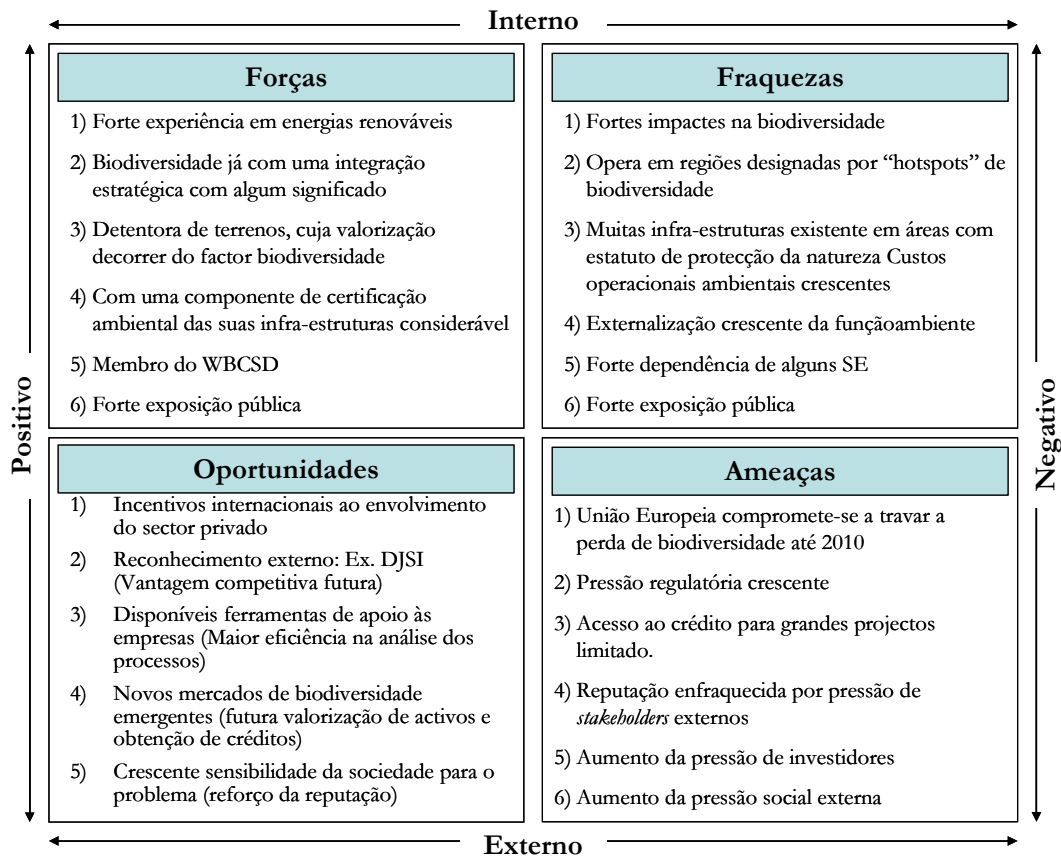 Interno
Forças
1) Forte experiência em energias renováveis
2) Biodiversidade já com uma integração
estratégica com algum significado
3) Detentora de terrenos, cuja valorização
decorrer do factor biodiversidade
4) Com uma componente de certificação
ambiental das suas infra-estruturas considerável
5) Membro do WBCSD
6) Forte exposição pública
Fraquezas
1) Fortes impactes na biodiversidade
2) Opera em regiões designadas por “hotspots” de
biodiversidade
3) Muitas infra-estruturas existente em áreas com
estatuto de protecção da natureza Custos
operacionais ambientais crescentes
4) Externalização crescente da funçãoambiente
5) Forte dependência de alguns SE
6) Forte exposição pública
Positivo
Negativo
Oportunidades
1) Incentivos internacionais ao envolvimento
do sector privado
2) Reconhecimento externo: Ex. DJSI
(Vantagem competitiva futura)
3) Disponíveis ferramentas de apoio às
empresas (Maior eficiência na análise dos
processos)
4) Novos mercados de biodiversidade
emergentes (futura valorização de activos e
obtenção de créditos)
5) Crescente sensibilidade da sociedade para o
problema (reforço da reputação)
Ameaças
1) União Europeia compromete-se a travar a
perda de biodiversidade até 2010
2) Pressão regulatória crescente
3) Acesso ao crédito para grandes projectos
limitado.
4) Reputação enfraquecida por pressão de
stakeholders externos
5) Aumento da pressão de investidores
6) Aumento da pressão social externa
Externo